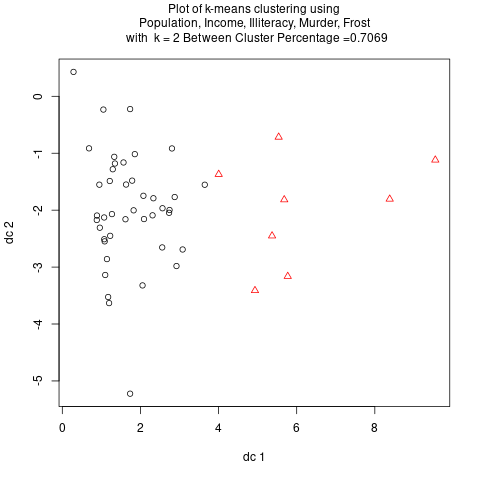 Plot of k-means clustering using
Population, Income, Illiteracy, Murder, Frost
with k = 2 Between Cluster Percentage =0.7069
0
-1
-2
-3
-4
-5
dc 2
0 2 4 6 8
dc 1